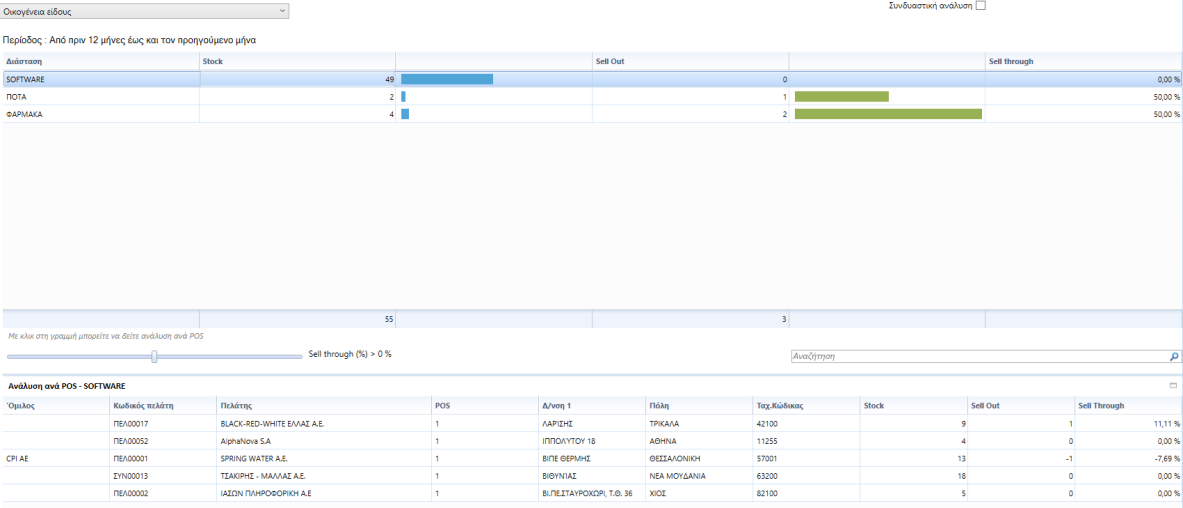 Οικογένεια είδους
Συνδυαστική ανάλυση
Περίοδος : Από πριν 12 μήνες έως και τον προηγούμενο μήνα
Διάσταση Stock Sell Out Sell through
SOFTWARE 49 0 0,00 %
ΠΟΤΑ 2 1 50,00 %
ΦΑΡΜΑΚΑ 4 2 50,00 %
55 3
Με κλικ στη γραμμή μπορείτε να δείτε ανάλυση ανά POS
Sell through (%) > 0 %
Αναζήτηση
Ανάλυση ανά POS - SOFTWARE
Όμιλος Κωδικός πελάτη Πελάτης POS Δ/νση 1 Πόλη Ταχ.Κώδικας Stock Sell Out Sell Through
ΠΕΛ00017 BLACK-RED-WHITE ΕΛΛΑΣ Α.Ε. 1 ΛΑΡΊΣΗΣ ΤΡΙΚΑΛΑ 42100 9 1 11,11 %
ΠΕΛ00052 AlphaNova S.A 1 ΙΠΠΟΛΥΤΟΥ 18 ΑΘΗΝΑ 11255 4 0 0,00 %
CPI AE ΠΕΛ00001 SPRING WATER Α.Ε. 1 ΒΙΠΕ ΘΕΡΜΗΣ ΘΕΣΣΑΛΟΝΙΚΗ 57001 13 -1 -7,69 %
ΣΥΝ00013 ΤΣΑΚΙΡΗΣ - ΜΑΛΛΑΣ Α.Ε. 1 ΒΙΘΥΝΊΑΣ ΝΕΑ ΜΟΥΔΑΝΙΑ 63200 18 0 0,00 %
ΠΕΛ00002 ΙΑΣΩΝ ΠΛΗΡΟΦΟΡΙΚΗ Α.Ε 1 ΒΙ.ΠΕ.ΣΤΑΥΡΟΧΩΡΙ, Τ.Θ. 36 ΧΙΟΣ 82100 5 0 0,00 %